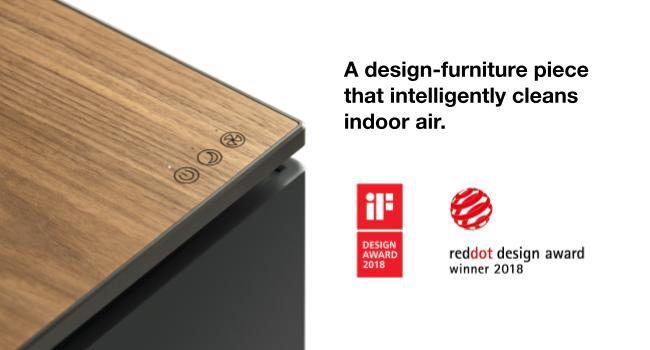 A design-furniture piece
that intelligently cleans
indoor air.
iF
DESIGN
AWARD
2018
reddot design award
winner 2018